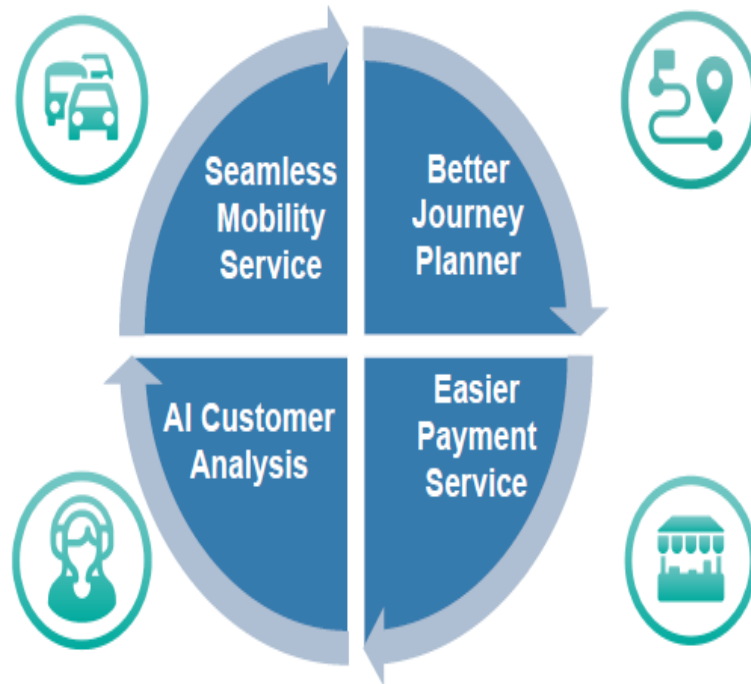 Seamless
Mobility
Service
Better
Journey
Planner
AI Customer
Analysis
Easier
Payment
Service